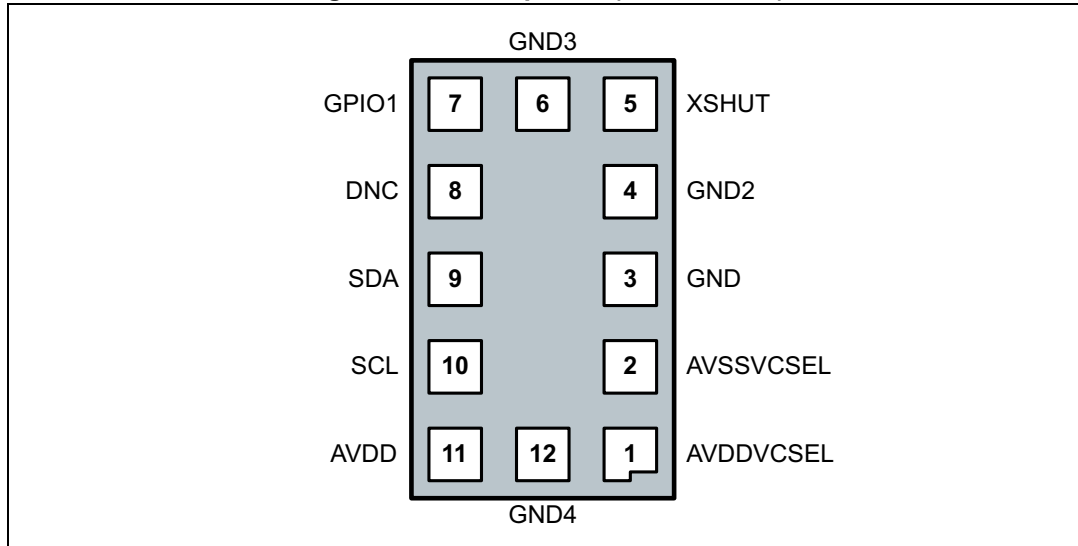 GND3
GPIO1 7 6 5 XSHUT
DNC 8 4 GND2
SDA 9 3 GND
SCL 10 2 AVSSVCSEL
AVDD 11 12 1 AVDDVCSEL
GND4